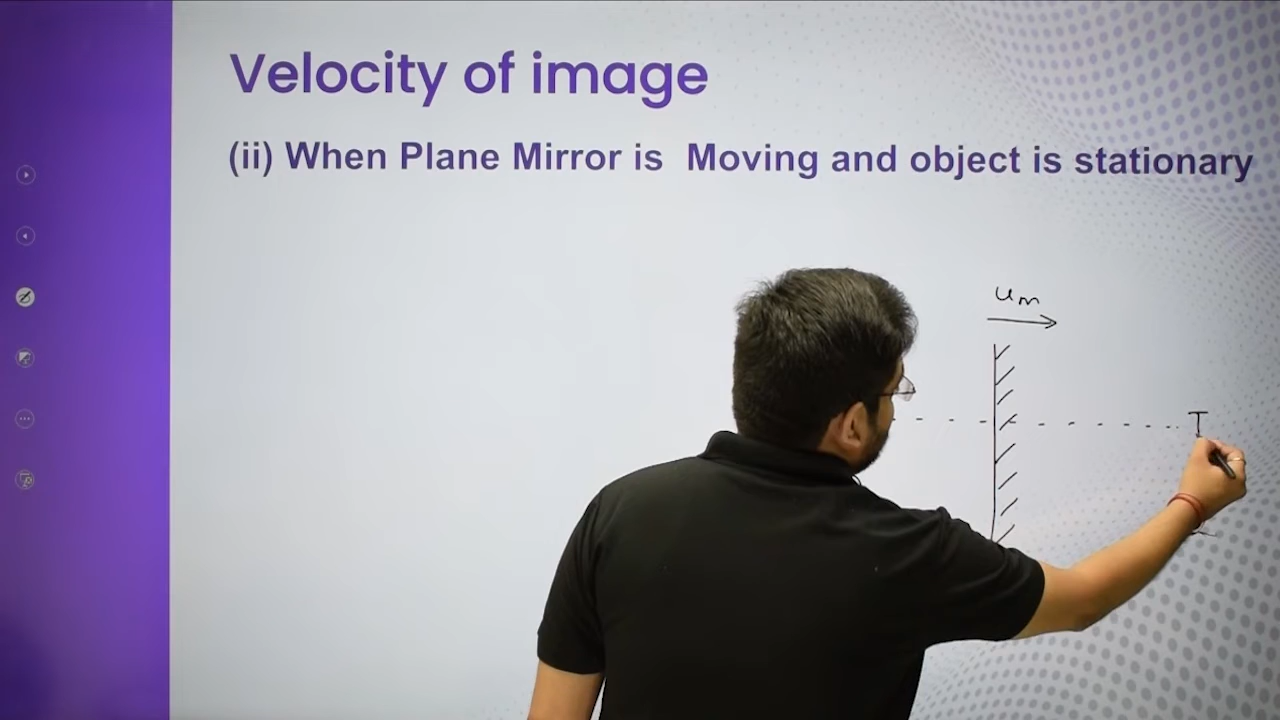 Velocity of image
(ii) When Plane Mirror is Moving and object is stationary
um
I